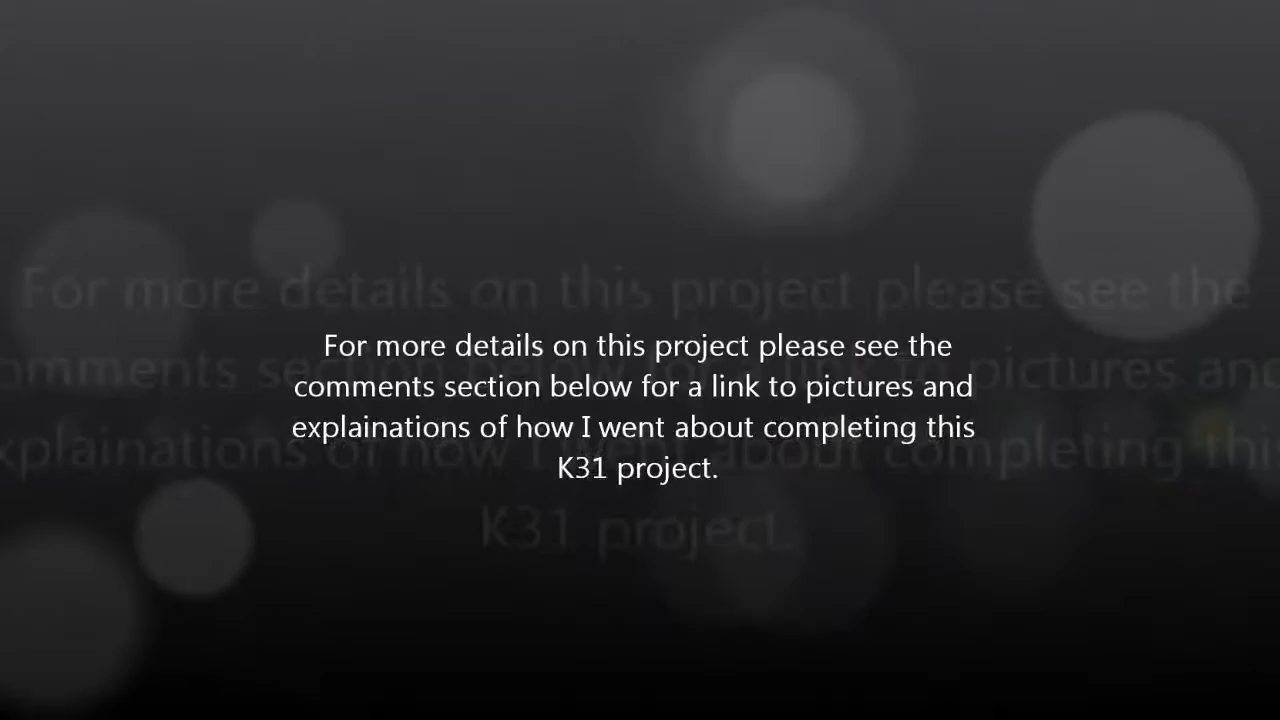 For more details on this project please see the
comments section below for a link to pictures and
explainations of how I went about completing this
K31 project.